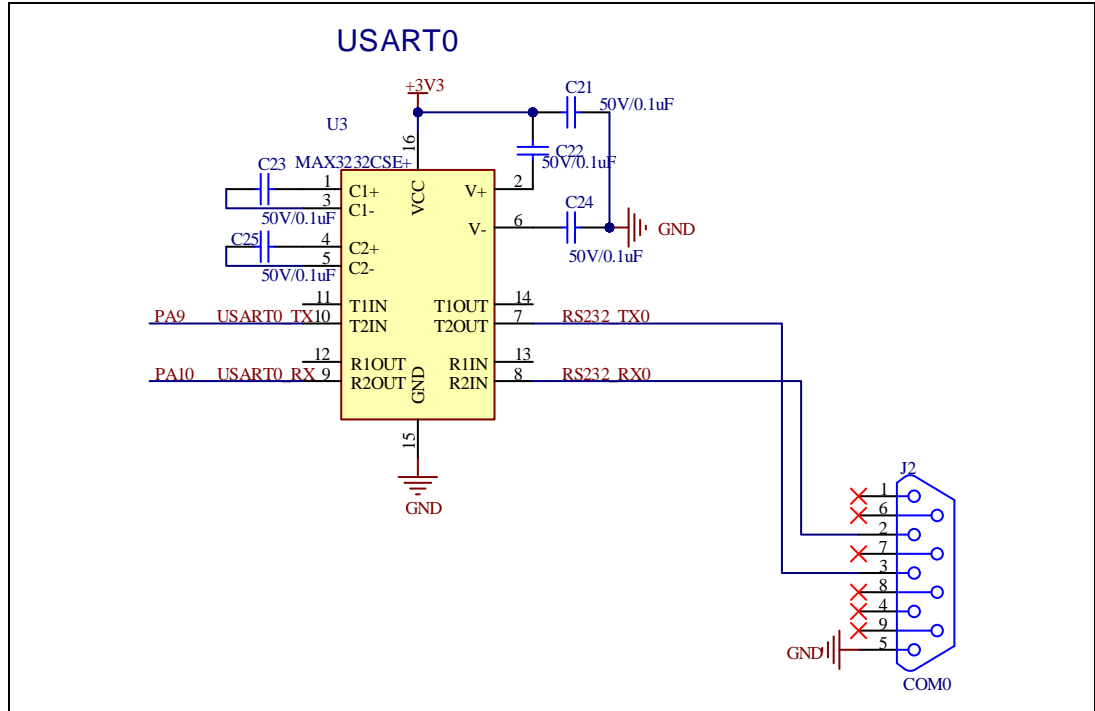 USART0
+3V3
C21
50V/0.1uF
U3
16
C22
50V/0.1uF
MAX3232CSE+
C23
1
C1+
VCC
V+
2
3
C1-
50V/0.1uF
C24
6
V-
GND
4
C2+
C25
5
C2-
50V/0.1uF
50V/0.1uF
11
T1IN
T1OUT
14
PA9
USART0_TX
10
T2IN
T2OUT
7
RS232_TX0
12
R1OUT
R1IN
13
PA10
USART0_RX
9
R2OUT
GND
R2IN
8
RS232_RX0
15
GND
J2
1
6
2
7
3
8
4
9
5
GND
COM0